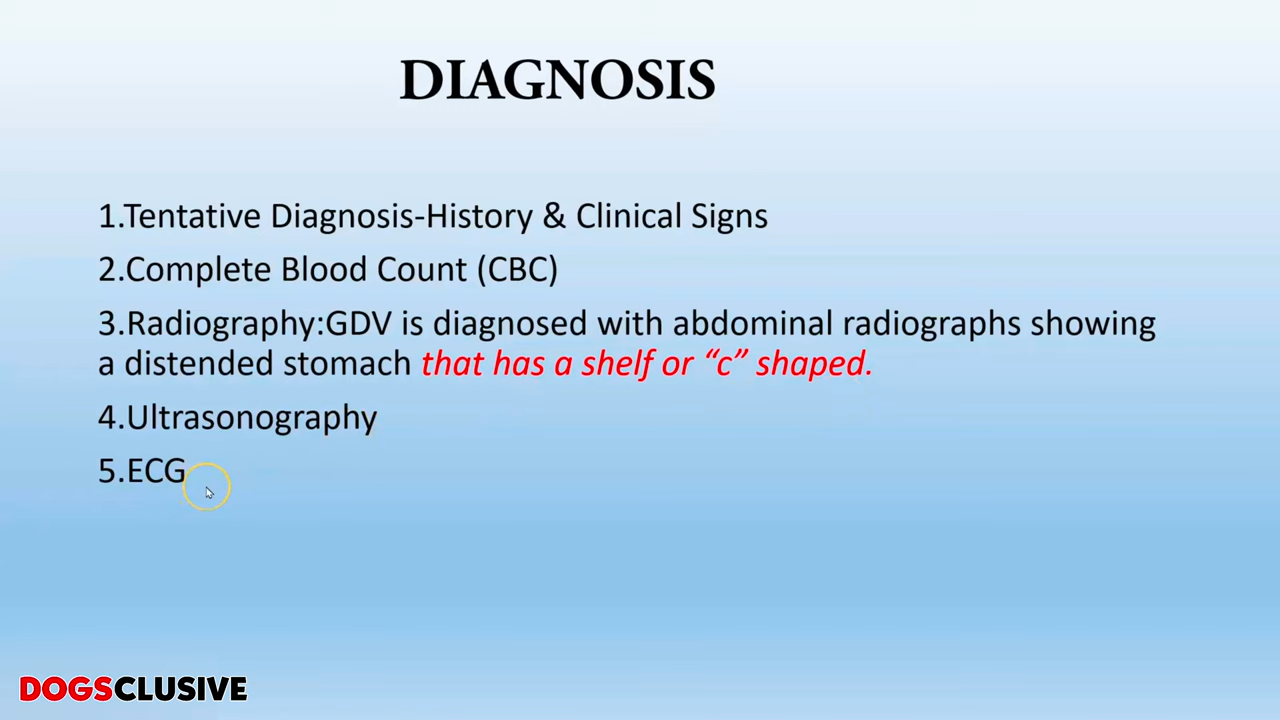 DIAGNOSIS
1.Tentative Diagnosis-History & Clinical Signs
2.Complete Blood Count (CBC)
3.Radiography:GDV is diagnosed with abdominal radiographs showing
a distended stomach that has a shelf or “c” shaped.
4.Ultrasonography
5.ECG
DOGSCLUSIVE